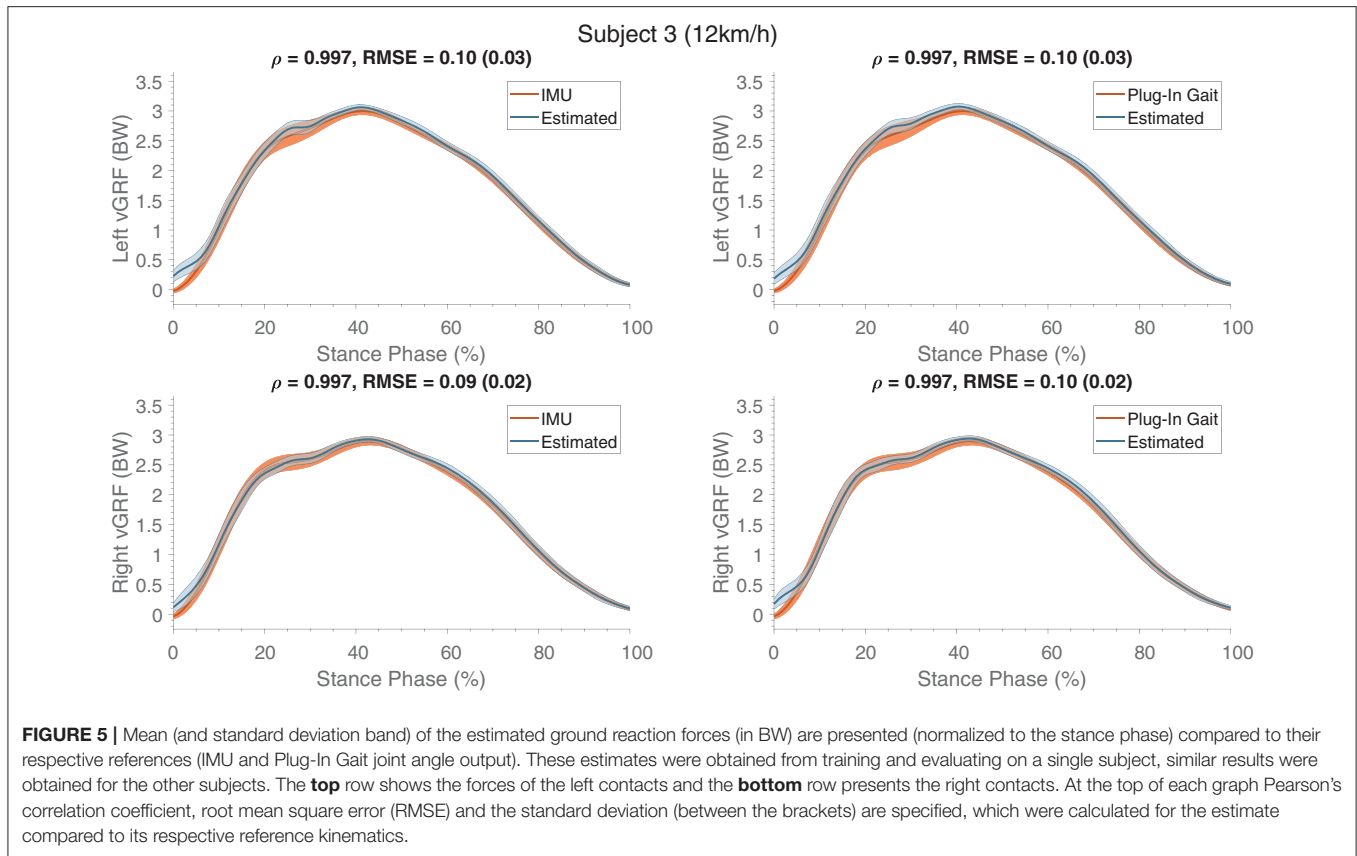 Subject 3 (12km/h)
ρ = 0.997, RMSE = 0.10 (0.03)
3.5
3
2.5
2
1.5
1
0.5
0
Left vGRF (BW)
IMU
Estimated
0 20 40 60 80 100
Stance Phase (%)
ρ = 0.997, RMSE = 0.10 (0.03)
3.5
3
2.5
2
1.5
1
0.5
0
Left vGRF (BW)
Plug-In Gait
Estimated
0 20 40 60 80 100
Stance Phase (%)
ρ = 0.997, RMSE = 0.09 (0.02)
3.5
3
2.5
2
1.5
1
0.5
0
Right vGRF (BW)
IMU
Estimated
0 20 40 60 80 100
Stance Phase (%)
ρ = 0.997, RMSE = 0.10 (0.02)
3.5
3
2.5
2
1.5
1
0.5
0
Right vGRF (BW)
Plug-In Gait
Estimated
0 20 40 60 80 100
Stance Phase (%)
FIGURE 5 | Mean (and standard deviation band) of the estimated ground reaction forces (in BW) are presented (normalized to the stance phase) compared to their
respective references (IMU and Plug-In Gait joint angle output). These estimates were obtained from training and evaluating on a single subject, similar results were
obtained for the other subjects. The top row shows the forces of the left contacts and the bottom row presents the right contacts. At the top of each graph Pearson's
correlation coefficient, root mean square error (RMSE) and the standard deviation (between the brackets) are specified, which were calculated for the estimate
compared to its respective reference kinematics.